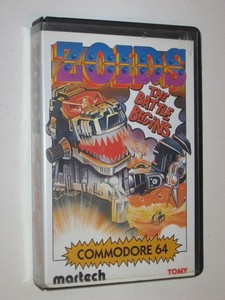 ZOIDS
THE
BATTLE
BEGINS
COMMODORE 64
martech
TOMY